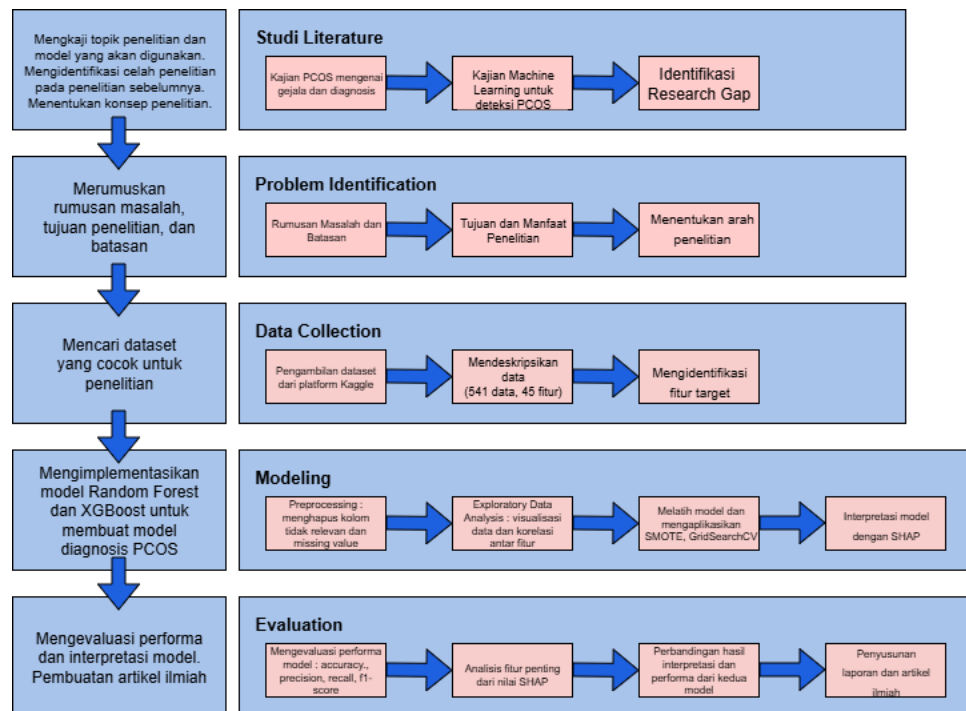 Mengkaji topik penelitian dan
model yang akan digunakan.
Mengidentifikasi celah penelitian
pada penelitian sebelumnya.
Menentukan konsep penelitian.
Studi Literature
Kajian PCOS mengenai
gejala dan diagnosis
Kajian Machine
Learning untuk
deteksi PCOS
Identifikasi
Research Gap
Merumuskan
rumusan masalah,
tujuan penelitian, dan
batasan
Problem Identification
Rumusan Masalah dan
Batasan
Tujuan dan Manfaat
Penelitian
Menentukan arah
penelitian
Mencari dataset
yang cocok untuk
penelitian
Data Collection
Pengambilan dataset
dari platform Kaggle
Mendeskripsikan
data
(541 data, 45 fitur)
Mengidentifikasi
fitur target
Mengimplementasikan
model Random Forest
dan XGBoost untuk
membuat model
diagnosis PCOS
Modeling
Preprocessing :
menghapus kolom
tidak relevan dan
missing value
Exploratory Data
Analysis : visualisasi
data dan korelasi
antar fitur
Melatih model dan
mengaplikasikan
SMOTE, GridSearchCV
Interpretasi model
dengan SHAP
Mengevaluasi performa
dan interpretasi model.
Pembuatan artikel ilmiah
Evaluation
Mengevaluasi performa
model : accuracy.,
precision, recall, f1-
score
Analisis fitur penting
dari nilai SHAP
Perbandingan hasil
interpretasi dan
performa dari kedua
model
Penyusunan
laporan dan artikel
ilmiah